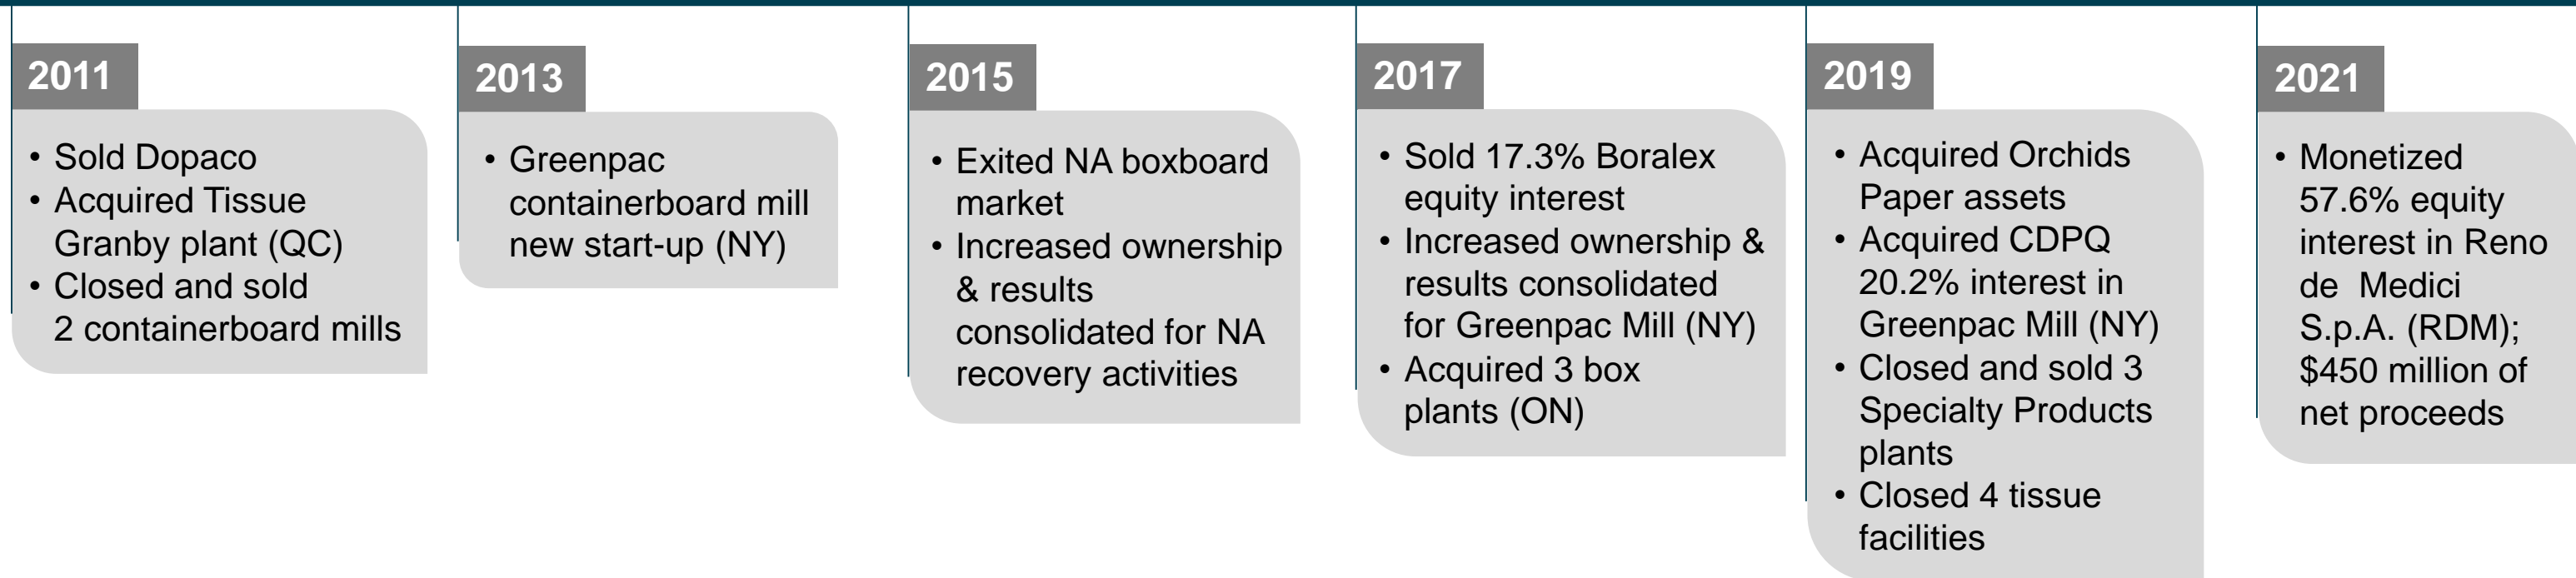 2011
• Sold Dopaco
• Acquired Tissue
Granby plant (QC)
• Closed and sold
2 containerboard mills
2013
• Greenpac
containerboard mill
new start-up (NY)
2015
• Exited NA boxboard
market
• Increased ownership
& results
consolidated for NA
recovery activities
2017
• Sold 17.3% Boralex
equity interest
• Increased ownership &
results consolidated
for Greenpac Mill (NY)
• Acquired 3 box
plants (ON)
2019
• Acquired Orchids
Paper assets
• Acquired CDPQ
20.2% interest in
Greenpac Mill (NY)
• Closed and sold 3
Specialty Products
plants
• Closed 4 tissue
facilities
2021
• Monetized
57.6% equity
interest in Reno
de  Medici
S.p.A. (RDM);
$450 million of
net proceeds